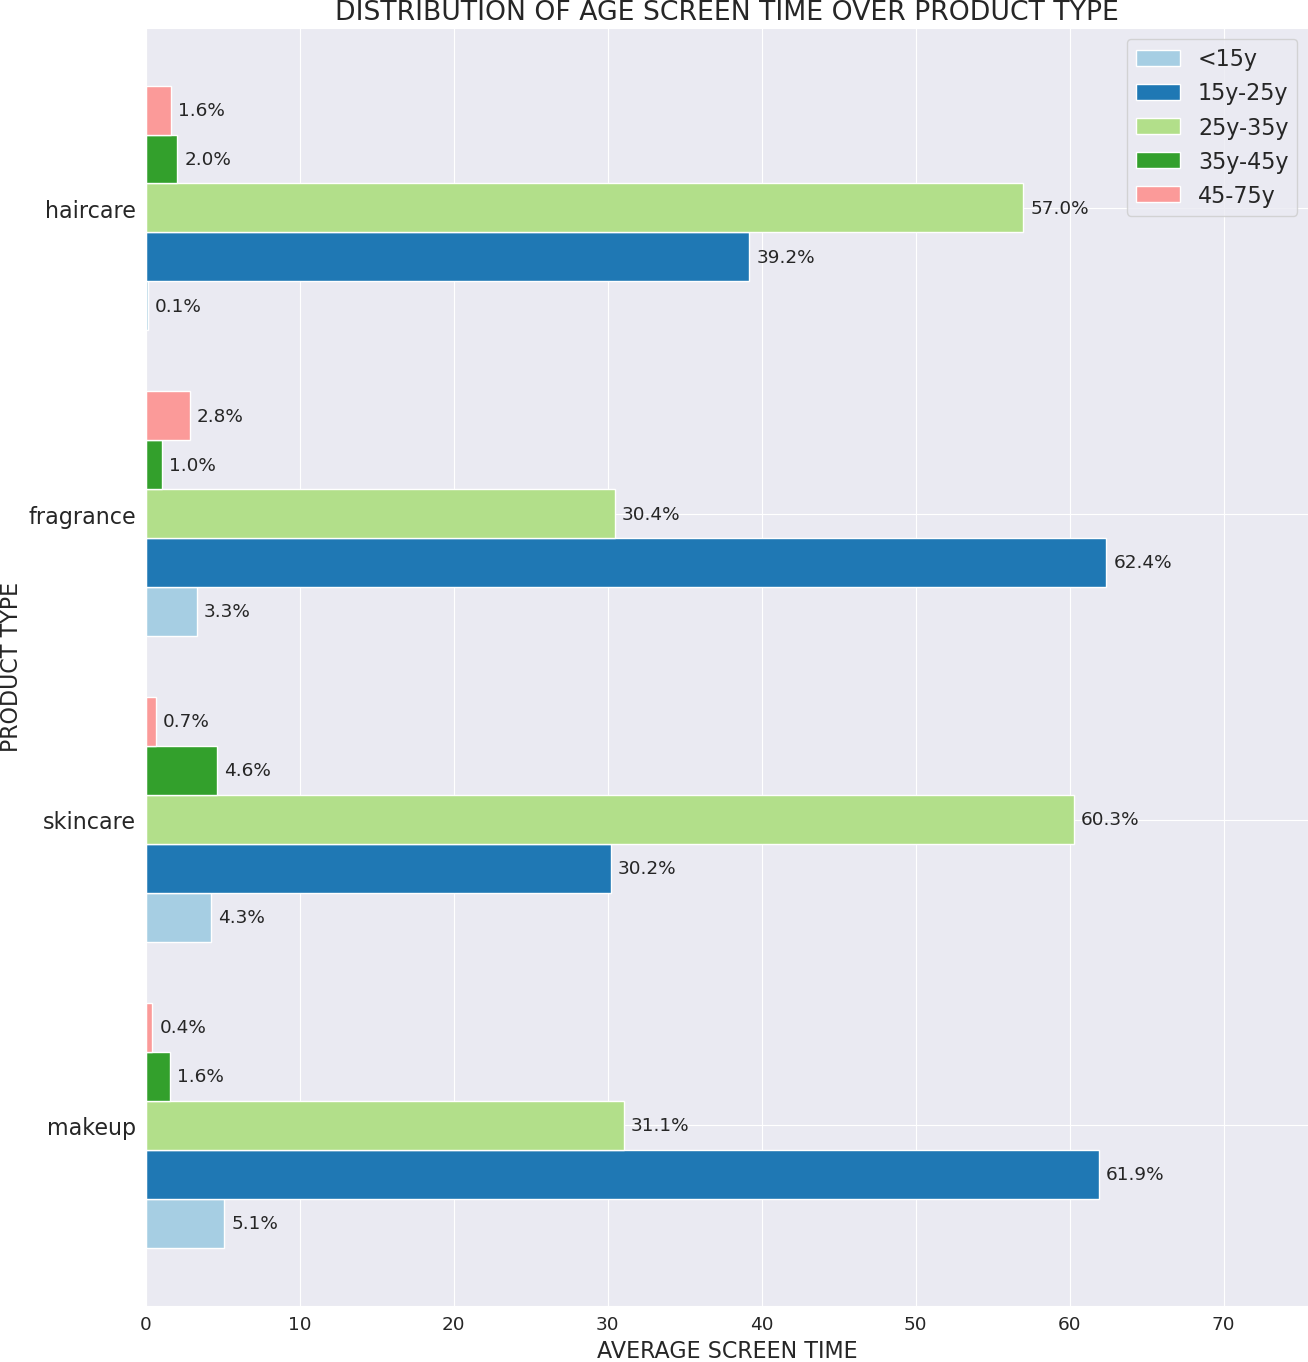 DISTRIBUTION OF AGE SCREEN TIME OVER PRODUCT TYPE
<15y
15y-25y
25y-35y
35y-45y
45-75y
1.6%
2.0%
haircare
57.0%
39.2%
0.1%
2.8%
1.0%
fragrance
30.4%
62.4%
3.3%
PRODUCT TYPE
0.7%
4.6%
skincare
60.3%
30.2%
4.3%
0.4%
1.6%
makeup
31.1%
61.9%
5.1%
0 10 20 30 40 50 60 70
AVERAGE SCREEN TIME